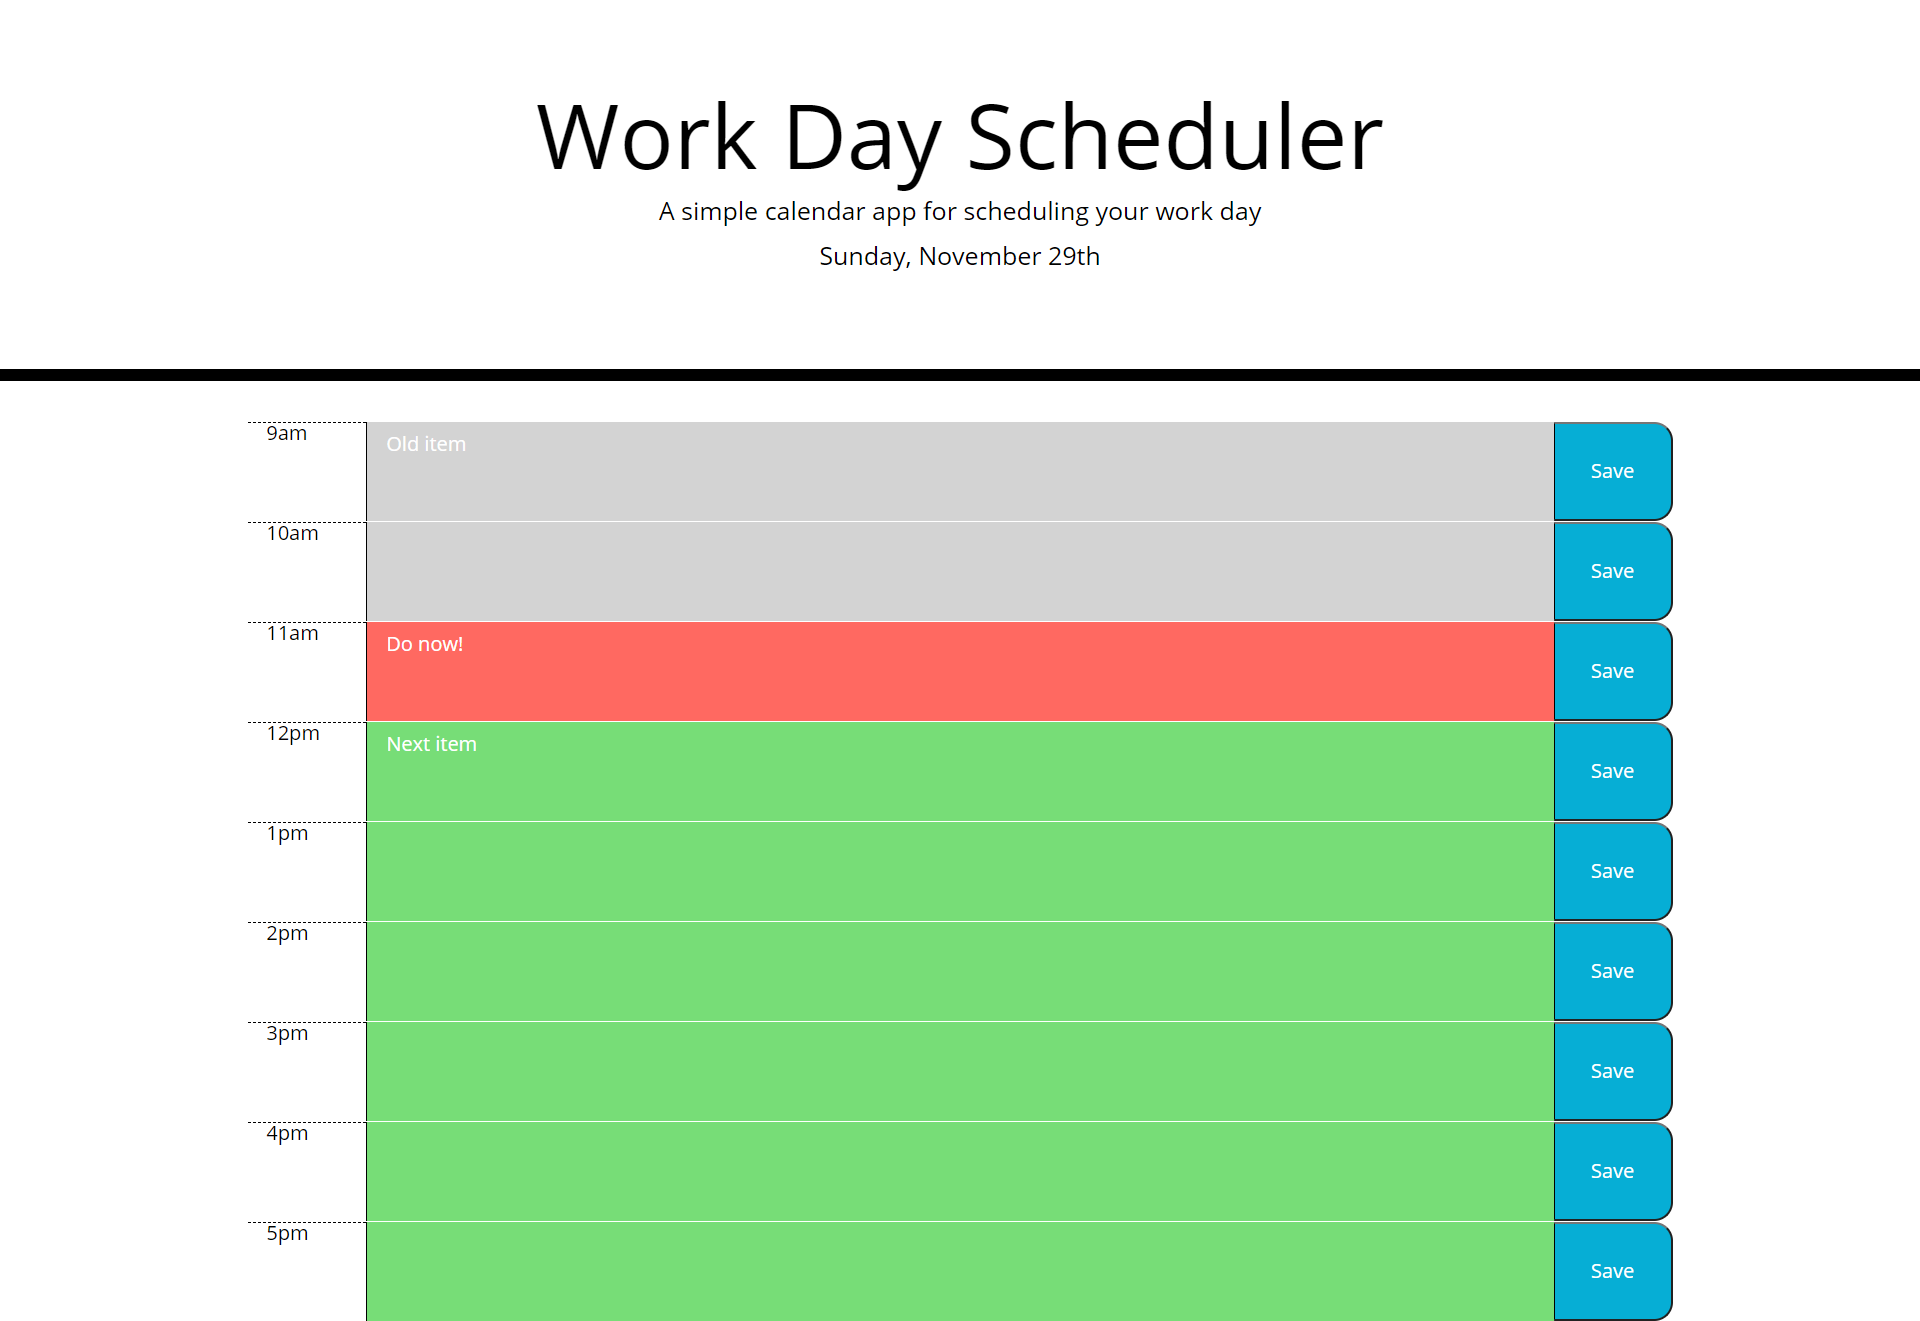 Work Day Scheduler
A simple calendar app for scheduling your work day
Sunday, November 29th
9am Old item Save
10am Save
11am Do now! Save
12pm Next item Save
1pm Save
2pm Save
3pm Save
4pm Save
5pm Save